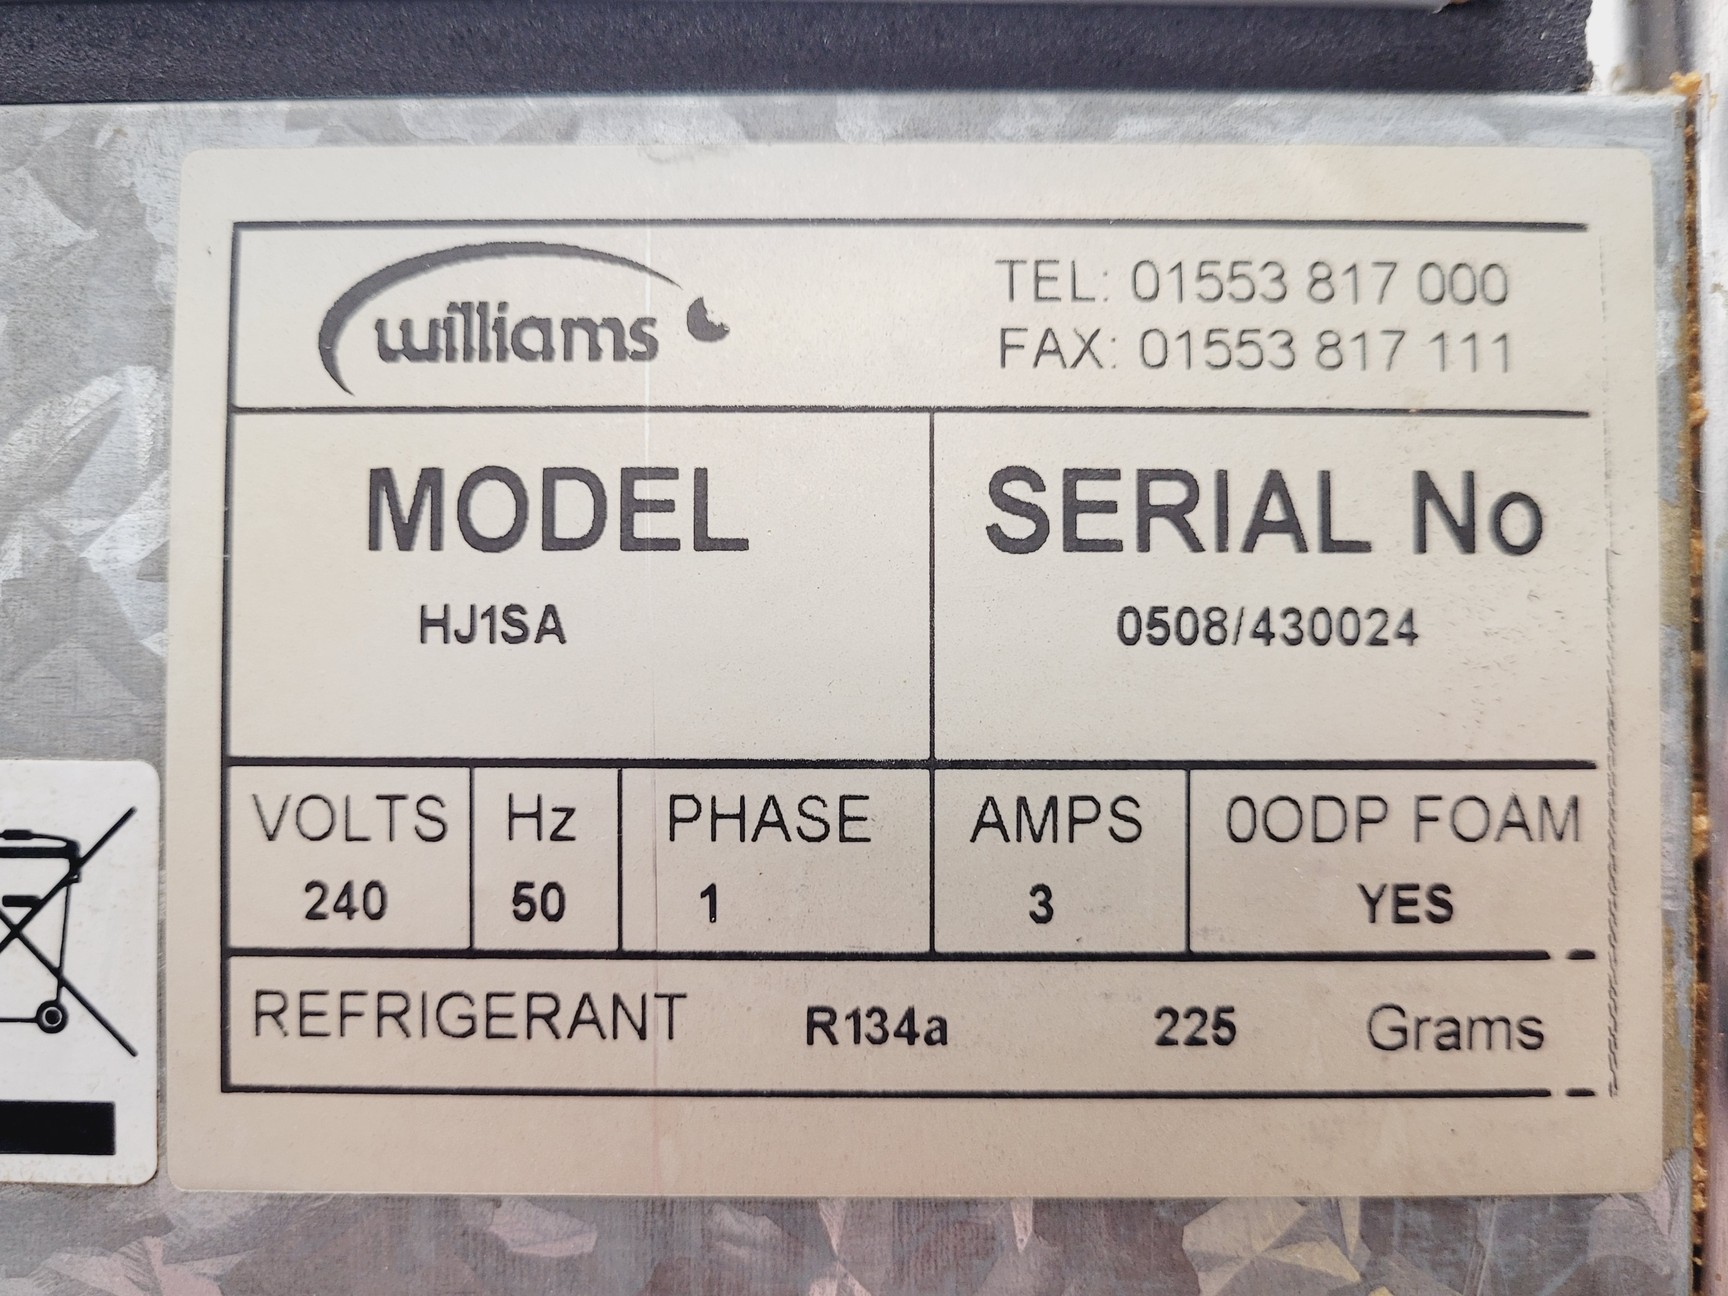 williams
TEL: 01553 817 000
FAX: 01553 817 111
MODEL
SERIAL No
HJ1SA
0508/430024
VOLTS Hz PHASE AMPS 0ODP FOAM
240 50 1 3 YES
REFRIGERANT R134a 225 Grams